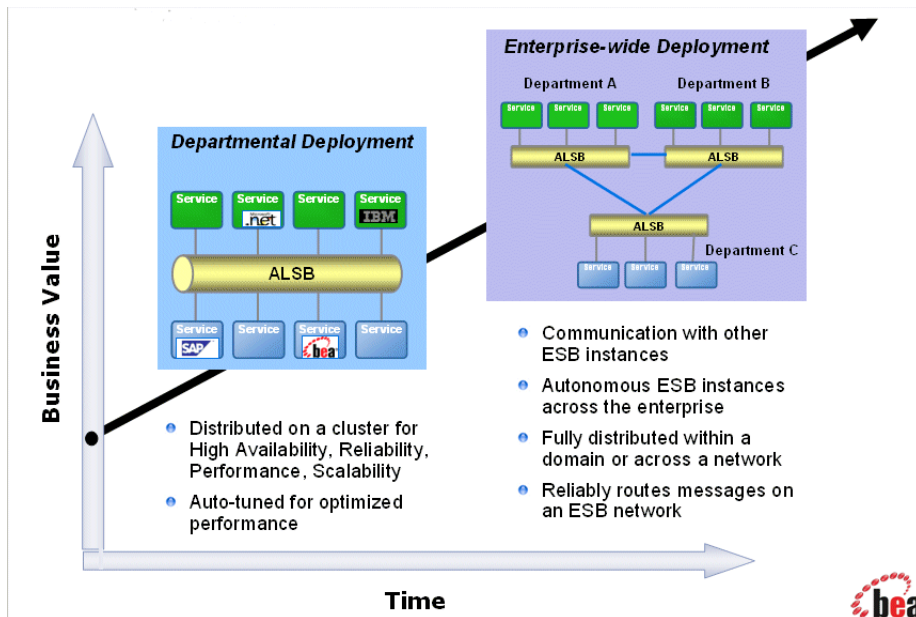 Enterprise-wide Deployment
Department A
Department B
Service
Service
Service
Service
Service
Service
ALSB
ALSB
ALSB
Department C
Service
Service
Service
Departmental Deployment
Service
Service
Service
Service
Microsoft
.net
IBM
ALSB
Service
Service
Service
Service
SAP
bea
Business Value
Distributed on a cluster for
High Availability, Reliability,
Performance, Scalability
Auto-tuned for optimized
performance
Communication with other
ESB instances
Autonomous ESB instances
across the enterprise
Fully distributed within a
domain or across a network
Reliably routes messages on
an ESB network
Time
bea